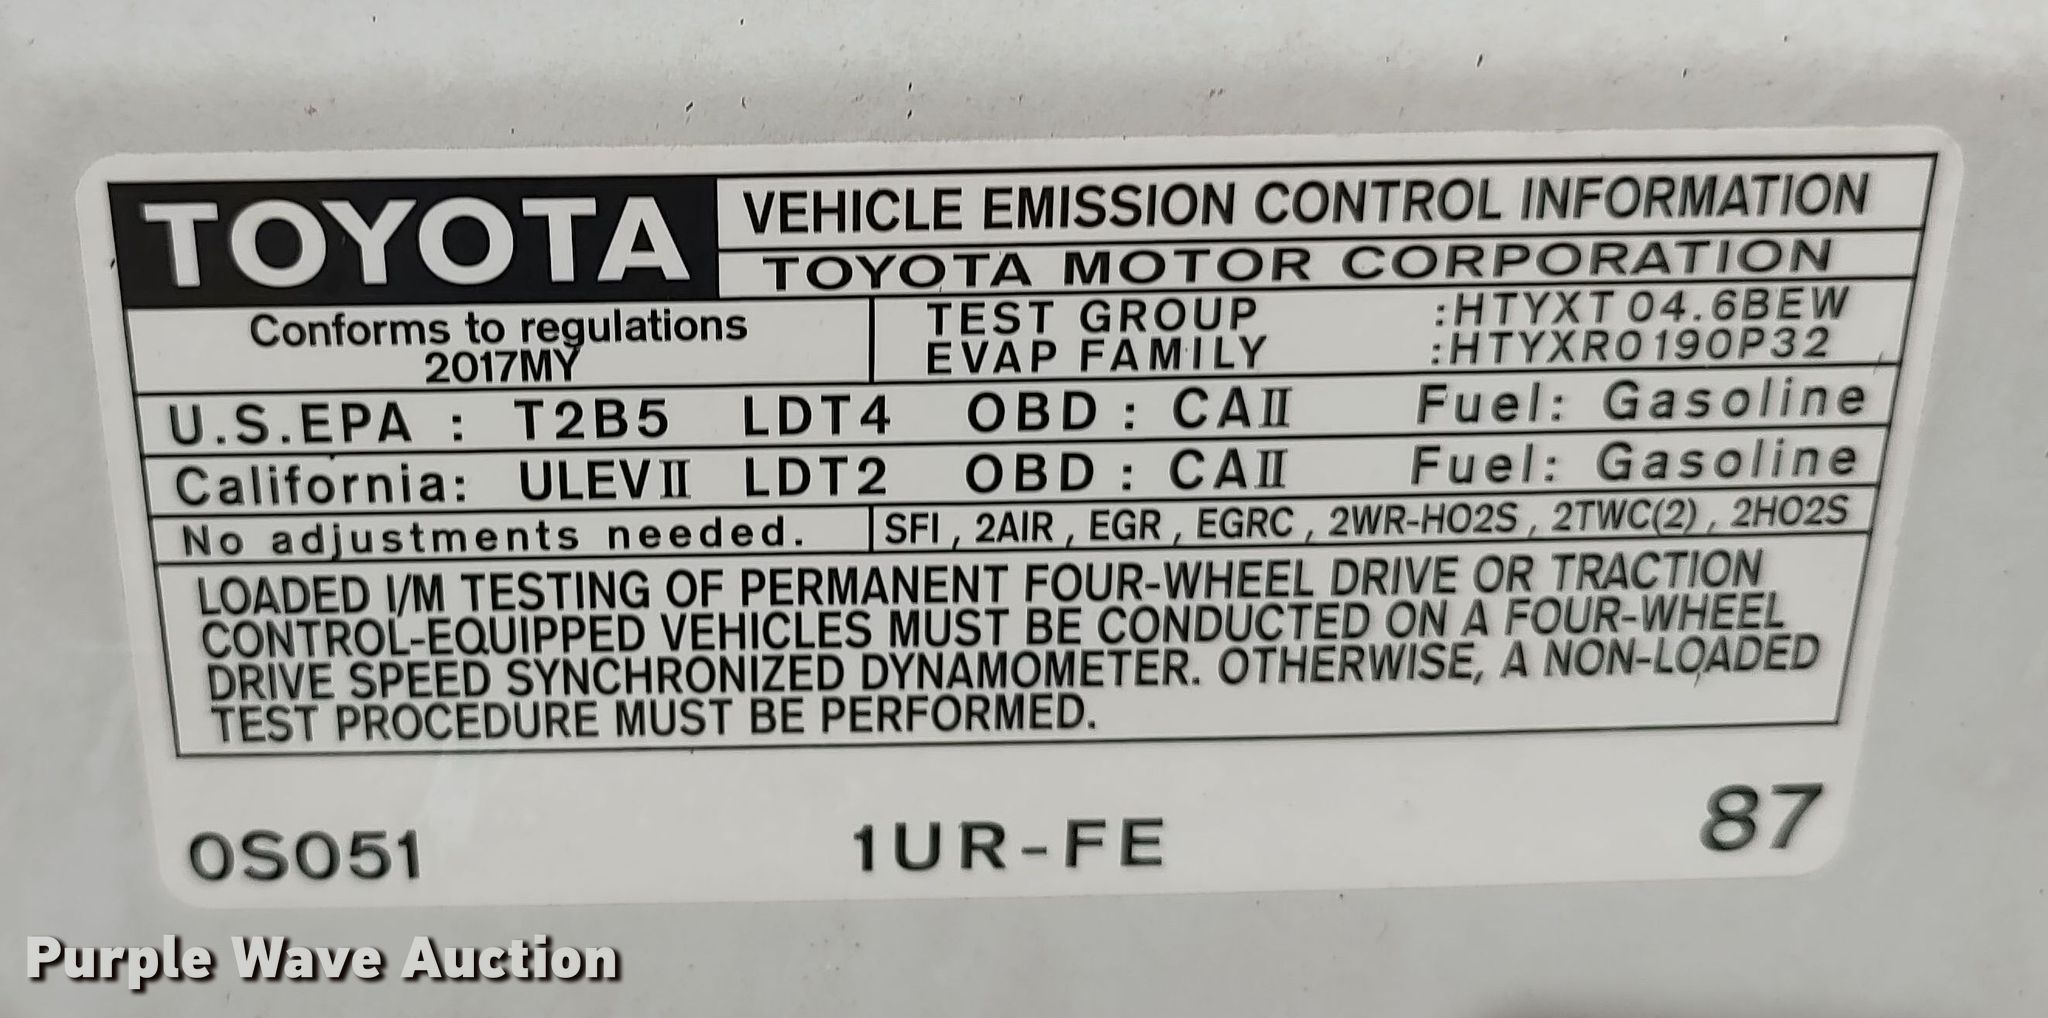 TOYOTA
VEHICLE EMISSION CONTROL INFORMATION
TOYOTA MOTOR CORPORATION
Conforms to regulations
2017MY
TEST GROUP :HTYXT04.6BEW
EVAP FAMILY :HTYXR0190P32
U.S.EPA : T2B5 LDT4 OBD : CAII Fuel: Gasoline
California: ULEVII LDT2 OBD : CAII Fuel: Gasoline
No adjustments needed. SFI , 2AIR , EGR , EGRC , 2WR-HO2S , 2TWC(2) , 2HO2S
LOADED I/M TESTING OF PERMANENT FOUR-WHEEL DRIVE OR TRACTION
CONTROL-EQUIPPED VEHICLES MUST BE CONDUCTED ON A FOUR-WHEEL
DRIVE SPEED SYNCHRONIZED DYNAMOMETER. OTHERWISE, A NON-LOADED
TEST PROCEDURE MUST BE PERFORMED.
0S051 1UR-FE 87
Purple Wave Auction